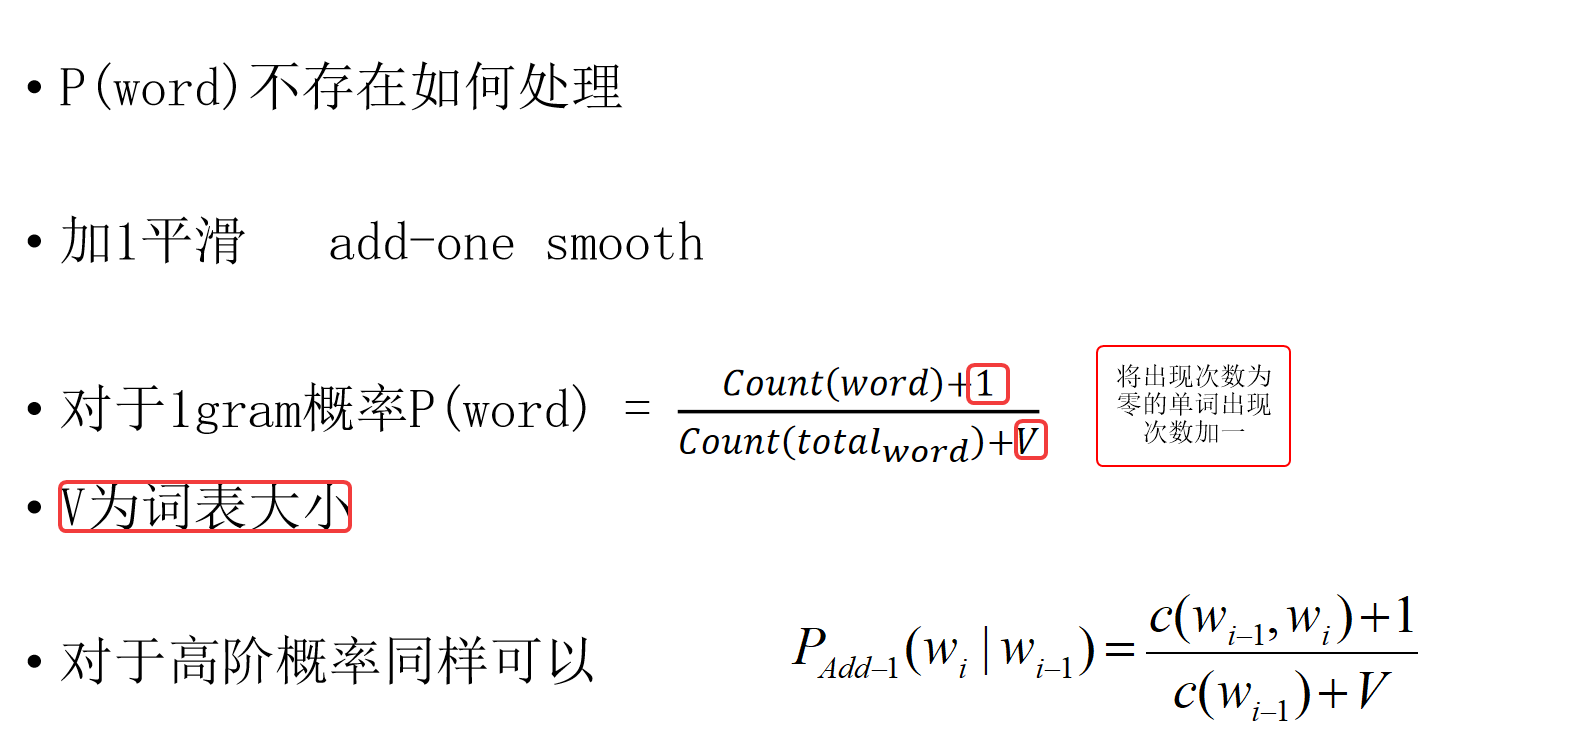 • P(word)不存在如何处理
• 加1平滑 add-one smooth
• 对于1gram概率P(word) = \frac{Count(word)+1}{Count(total_{word})+V}
将出现次数为
零的单词出现
次数加一
• V为词表大小
• 对于高阶概率同样可以 P_{Add-1}(w_i | w_{i-1}) = \frac{c(w_{i-1}, w_i)+1}{c(w_{i-1})+V}